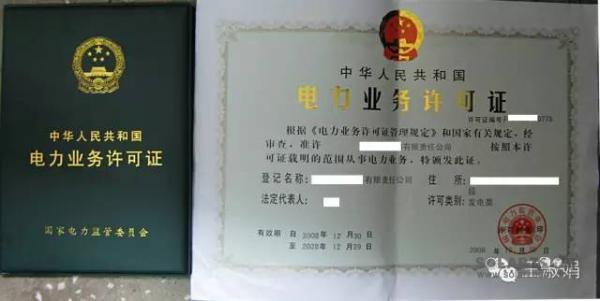 中华人民共和国
电力业务许可证
国家电力监管委员会
中华人民共和国
电力业务许可证
许可证编号: 0773
根据《电力业务许可证管理规定》和国家有关规定，经
审查，准许 有限责任公司 按照本许
可证载明的范围从事电力业务，特颁发此证。
登记名称: 有限责任公司 住 所:
法定代表人: 许可类别: 发电类
有效期 自 2008 年 12 月 30 日
至 2028 年 12 月 29 日
2008
王淑娟